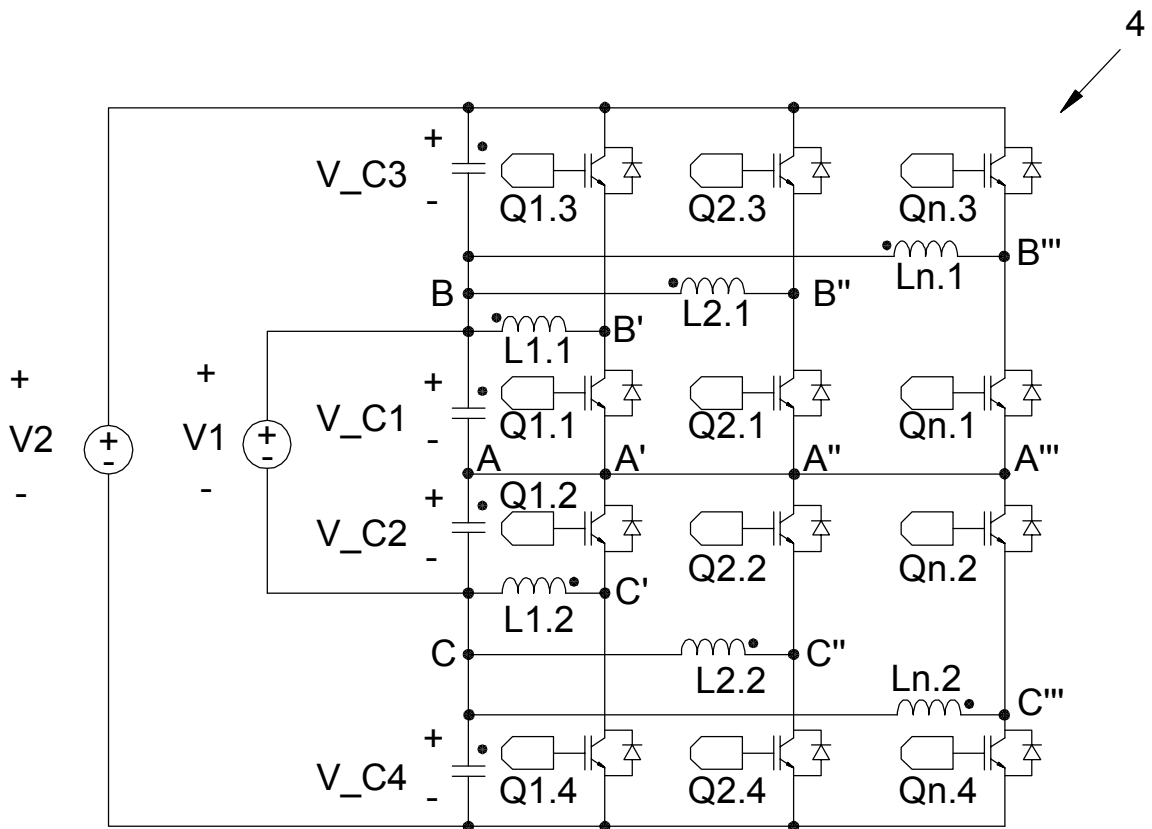 4
+
V_C3
-
Q1.3
Q2.3
Qn.3
B'''
Ln.1
B
B"
L2.1
B'
L1.1
+
V2
-
+
V1
-
+
-
+
-
+
V_C1
-
Q1.1
Q2.1
Qn.1
A
A'
A"
A'''
+
V_C2
-
Q1.2
Q2.2
Qn.2
L1.2
C'
C
L2.2
C"
Ln.2
C'''
+
V_C4
-
Q1.4
Q2.4
Qn.4